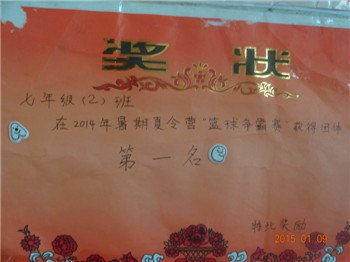 奖状
七年级（2）班
在2014年暑期夏令营“篮球争霸赛”获得团体
第一名
特此奖励
2015 01 09